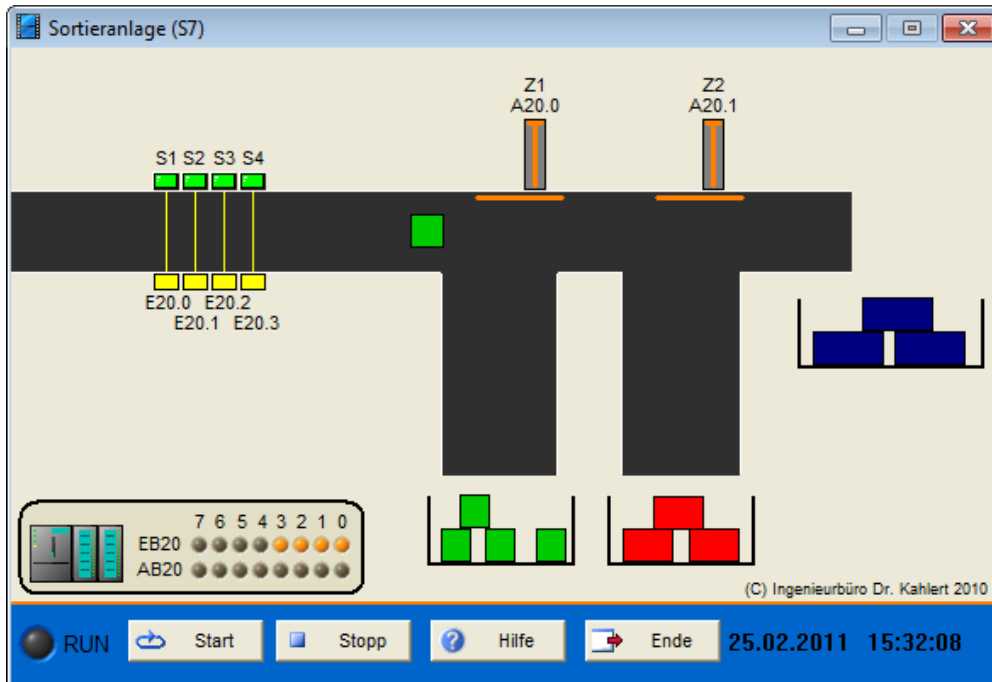 Sortieranlage (S7)
Z1
A20.0
Z2
A20.1
S1 S2 S3 S4
E20.0 E20.2
E20.1 E20.3
7 6 5 4 3 2 1 0
EB20
AB20
(C) Ingenieurbüro Dr. Kahlert 2010
RUN Start Stopp Hilfe Ende 25.02.2011 15:32:08